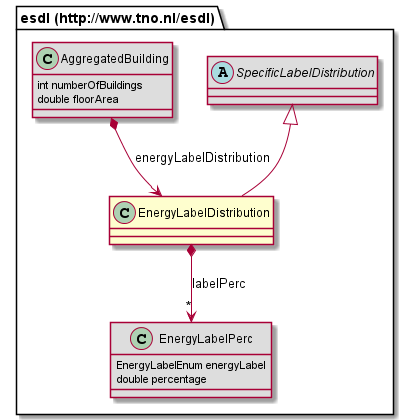 esdl (http://www.tno.nl/esdl)
C AggregatedBuilding
int numberOfBuildings
double floorArea
A SpecificLabelDistribution
energyLabelDistribution
C EnergyLabelDistribution
labelPerc
*
C EnergyLabelPerc
EnergyLabelEnum energyLabel
double percentage